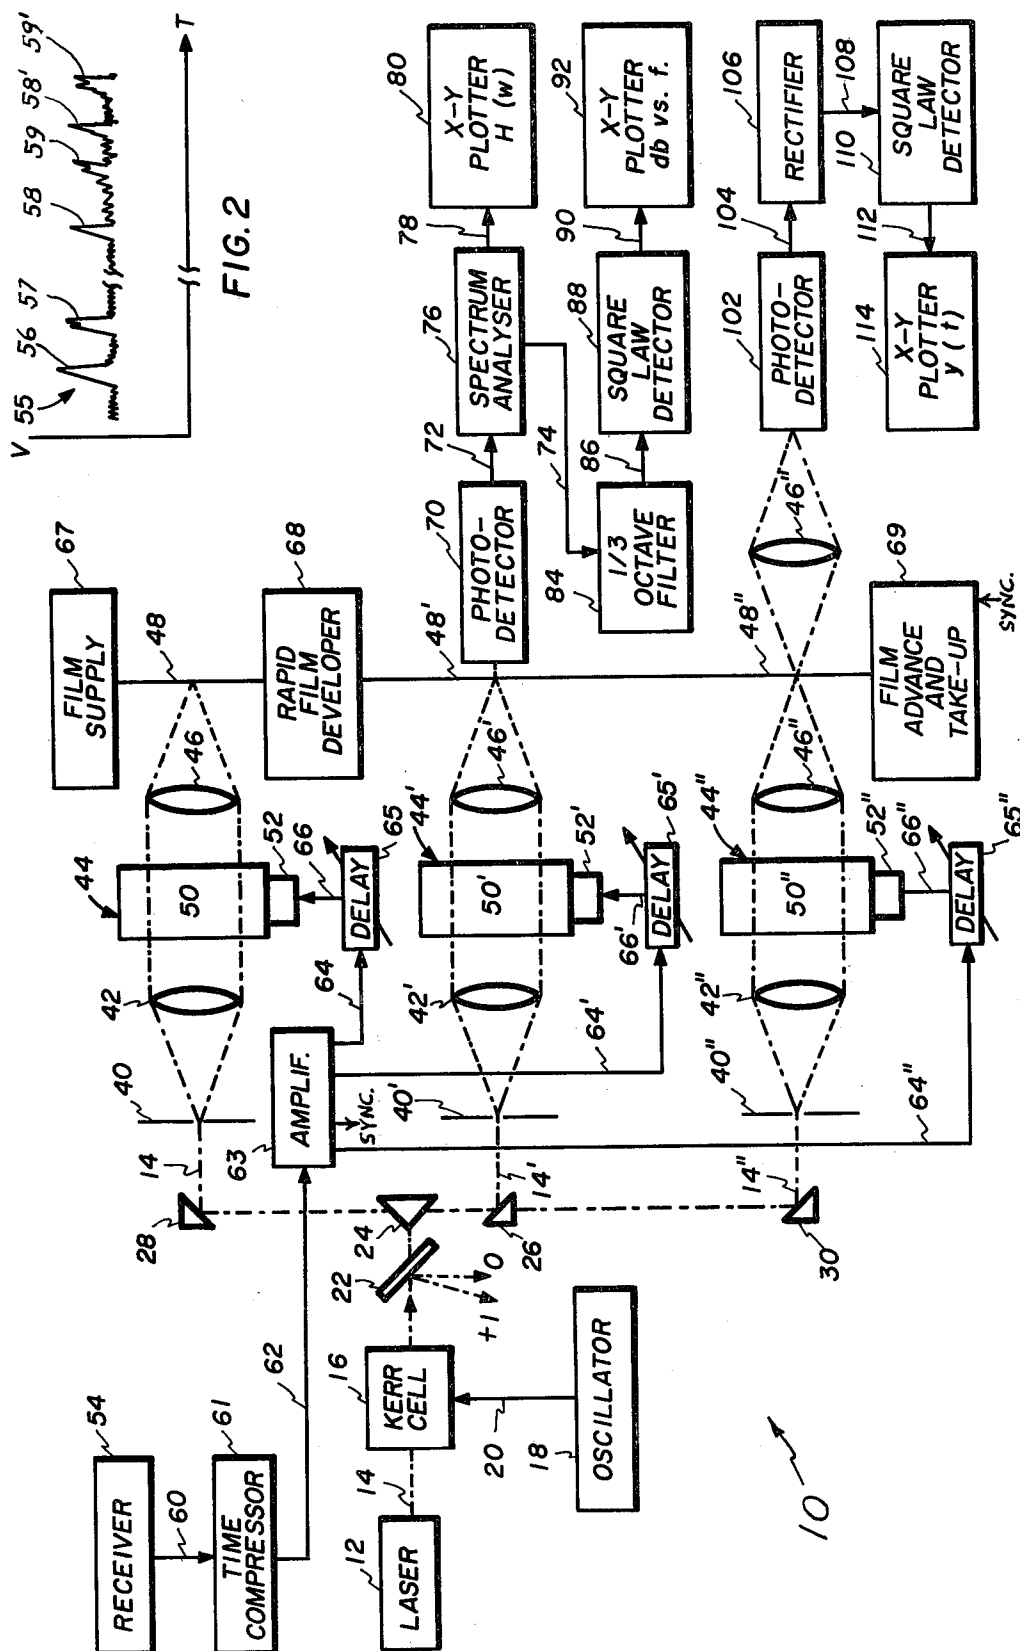 RECEIVER
54
60
TIME
COMPRESSOR
61
62
LASER
12
14
KERR
CELL
16
20
OSCILLATOR
18
10
22
+1
0
24
26
28
30
14
14'
14"
40
40'
40"
AMPLIF.
63
SYNC.
64
64'
64"
42
42'
42"
44
44'
44"
50
50'
50"
52
52'
52"
DELAY
65
66
DELAY
65'
66'
DELAY
65"
66"
46
46'
46"
FILM
SUPPLY
67
48
RAPID
FILM
DEVELOPER
68
48'
48"
FILM
ADVANCE
AND
TAKE-UP
69
SYNC.
46"
PHOTO-
DETECTOR
70
72
SPECTRUM
ANALYSER
76
74
78
X-Y
PLOTTER
H (w)
80
1/3
OCTAVE
FILTER
84
86
SQUARE
LAW
DETECTOR
88
90
X-Y
PLOTTER
db vs. f.
92
PHOTO-
DETECTOR
102
104
RECTIFIER
106
108
SQUARE
LAW
DETECTOR
110
112
X-Y
PLOTTER
y ( t )
114
V
T
55
56
57
58
59
58'
59'
FIG. 2